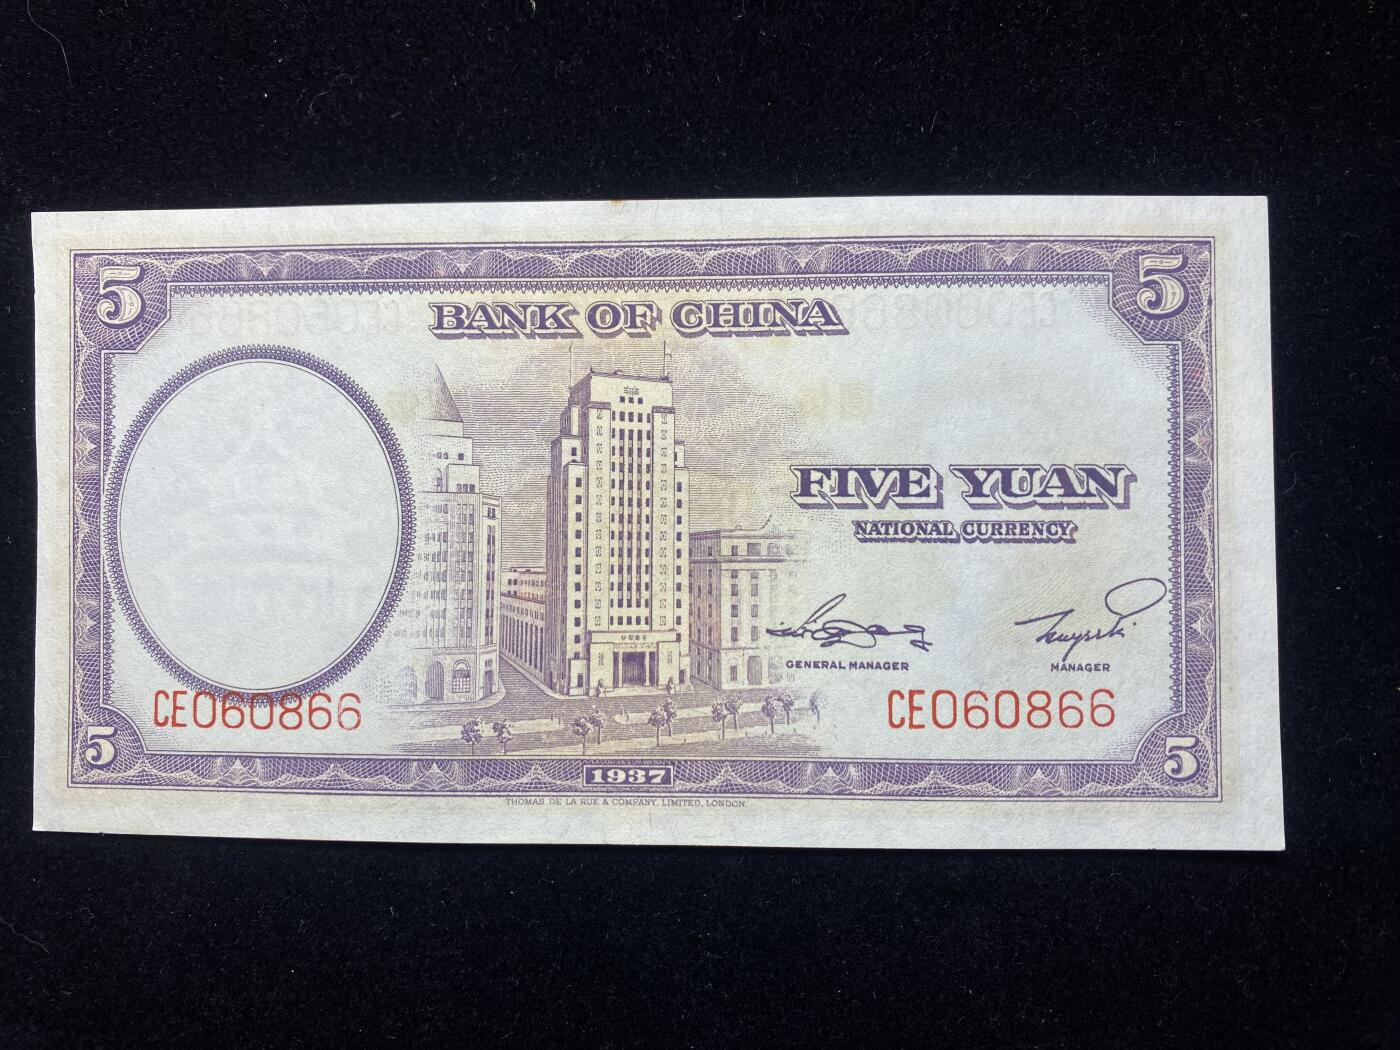 5 5
BANK OF CHINA
FIVE YUAN
NATIONAL CURRENCY
GENERAL MANAGER MANAGER
CE060866 CE060866
5 5
1937
THOMAS DE LA RUE & COMPANY, LIMITED, LONDON.